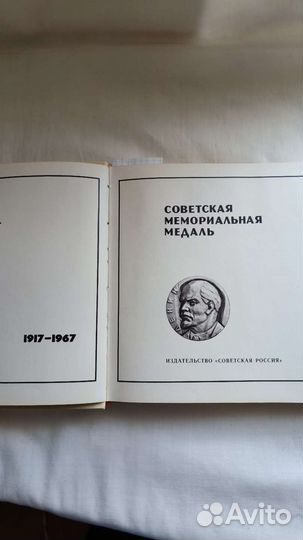 1917–1967
СОВЕТСКАЯ
МЕМОРИАЛЬНАЯ
МЕДАЛЬ
ИЗДАТЕЛЬСТВО «СОВЕТСКАЯ РОССИЯ»
Avito